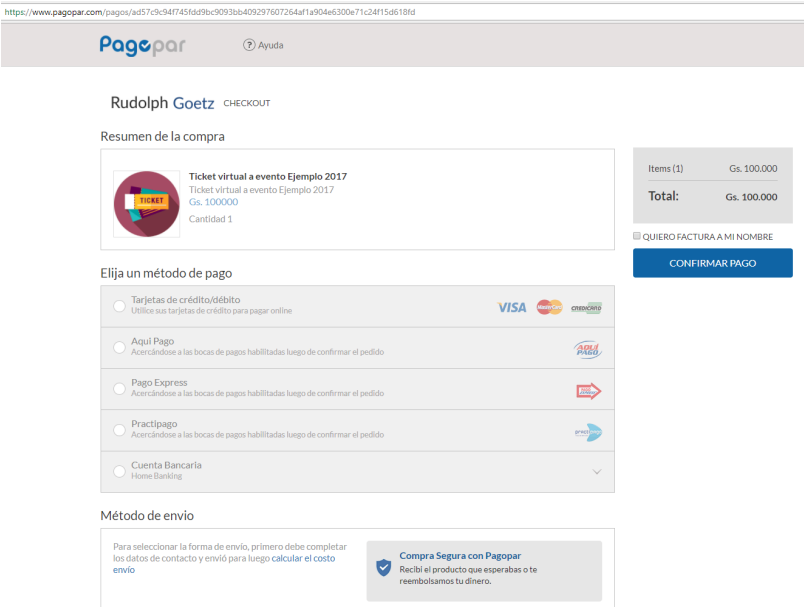 https://www.pagopar.com/pagos/ad57c9c94f745fdd9bc9093bb409297607264af1a904e6300e71c24f15d618fd
Pagopar
? Ayuda
Rudolph Goetz CHECKOUT
Resumen de la compra
TICKET
Ticket virtual a evento Ejemplo 2017
Ticket virtual a evento Ejemplo 2017
Gs. 100000
Cantidad 1
Items (1) Gs. 100.000
Total: Gs. 100.000
QUIERO FACTURA A MI NOMBRE
CONFIRMAR PAGO
Elija un método de pago
Tarjetas de crédito/débito
Utilice sus tarjetas de crédito para pagar online
VISA MasterCard CREDICARD
Aqui Pago
Acercándose a las bocas de pagos habilitadas luego de confirmar el pedido
AQUÍ
PAGO
Pago Express
Acercándose a las bocas de pagos habilitadas luego de confirmar el pedido
Practipago
Acercándose a las bocas de pagos habilitadas luego de confirmar el pedido
Cuenta Bancaria
Home Banking
Método de envio
Para seleccionar la forma de envío, primero debe completar
los datos de contacto y envió para luego calcular el costo
envío
Compra Segura con Pagopar
Recibí el producto que esperabas o te
reembolsamos tu dinero.